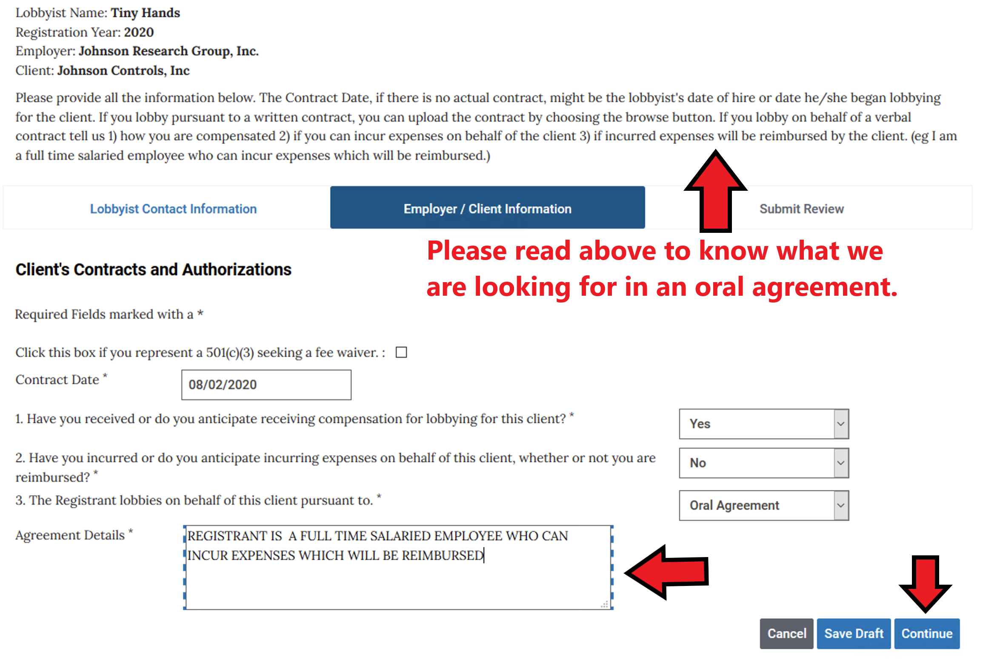 Lobbyist Name: Tiny Hands
Registration Year: 2020
Employer: Johnson Research Group, Inc.
Client: Johnson Controls, Inc
Please provide all the information below. The Contract Date, if there is no actual contract, might be the lobbyist's date of hire or date he/she began lobbying
for the client. If you lobby pursuant to a written contract, you can upload the contract by choosing the browse button. If you lobby on behalf of a verbal
contract tell us 1) how you are compensated 2) if you can incur expenses on behalf of the client 3) if incurred expenses will be reimbursed by the client. (eg I am
a full time salaried employee who can incur expenses which will be reimbursed.)
Lobbyist Contact Information
Employer / Client Information
Submit Review
Please read above to know what we
are looking for in an oral agreement.
Client's Contracts and Authorizations
Required Fields marked with a *
Click this box if you represent a 501(c)(3) seeking a fee waiver. :
Contract Date *
08/02/2020
1. Have you received or do you anticipate receiving compensation for lobbying for this client? *
Yes
2. Have you incurred or do you anticipate incurring expenses on behalf of this client, whether or not you are
reimbursed? *
No
3. The Registrant lobbies on behalf of this client pursuant to. *
Oral Agreement
Agreement Details *
REGISTRANT IS  A FULL TIME SALARIED EMPLOYEE WHO CAN
INCUR EXPENSES WHICH WILL BE REIMBURSED
Cancel
Save Draft
Continue